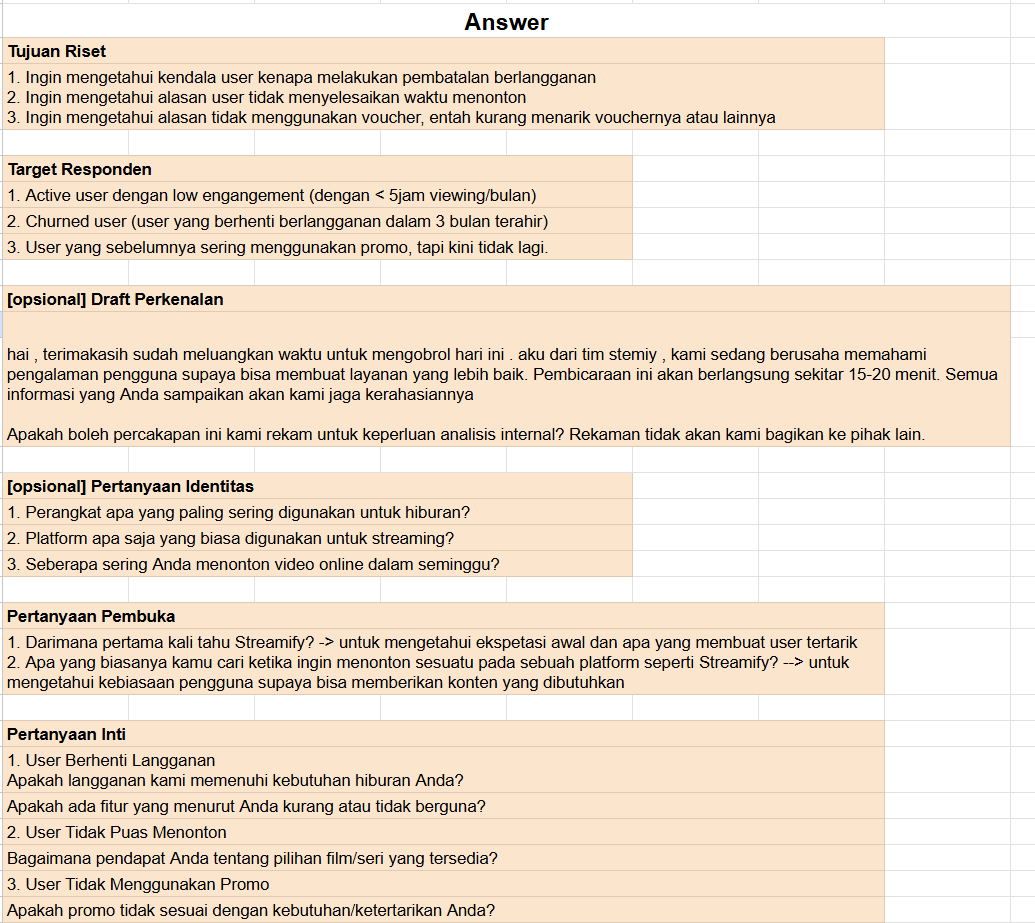 Answer
Tujuan Riset
1. Ingin mengetahui kendala user kenapa melakukan pembatalan berlangganan
2. Ingin mengetahui alasan user tidak menyelesaikan waktu menonton
3. Ingin mengetahui alasan tidak menggunakan voucher, entah kurang menarik vouchernya atau lainnya
Target Responden
1. Active user dengan low engangement (dengan < 5jam viewing/bulan)
2. Churned user (user yang berhenti berlangganan dalam 3 bulan terahir)
3. User yang sebelumnya sering menggunakan promo, tapi kini tidak lagi.
[opsional] Draft Perkenalan
hai , terimakasih sudah meluangkan waktu untuk mengobrol hari ini . aku dari tim stemiy , kami sedang berusaha memahami
pengalaman pengguna supaya bisa membuat layanan yang lebih baik. Pembicaraan ini akan berlangsung sekitar 15-20 menit. Semua
informasi yang Anda sampaikan akan kami jaga kerahasiannya
Apakah boleh percakapan ini kami rekam untuk keperluan analisis internal? Rekaman tidak akan kami bagikan ke pihak lain.
[opsional] Pertanyaan Identitas
1. Perangkat apa yang paling sering digunakan untuk hiburan?
2. Platform apa saja yang biasa digunakan untuk streaming?
3. Seberapa sering Anda menonton video online dalam seminggu?
Pertanyaan Pembuka
1. Darimana pertama kali tahu Streamify? -> untuk mengetahui ekspetasi awal dan apa yang membuat user tertarik
2. Apa yang biasanya kamu cari ketika ingin menonton sesuatu pada sebuah platform seperti Streamify? --> untuk
mengetahui kebiasaan pengguna supaya bisa memberikan konten yang dibutuhkan
Pertanyaan Inti
1. User Berhenti Langganan
Apakah langganan kami memenuhi kebutuhan hiburan Anda?
Apakah ada fitur yang menurut Anda kurang atau tidak berguna?
2. User Tidak Puas Menonton
Bagaimana pendapat Anda tentang pilihan film/seri yang tersedia?
3. User Tidak Menggunakan Promo
Apakah promo tidak sesuai dengan kebutuhan/ketertarikan Anda?